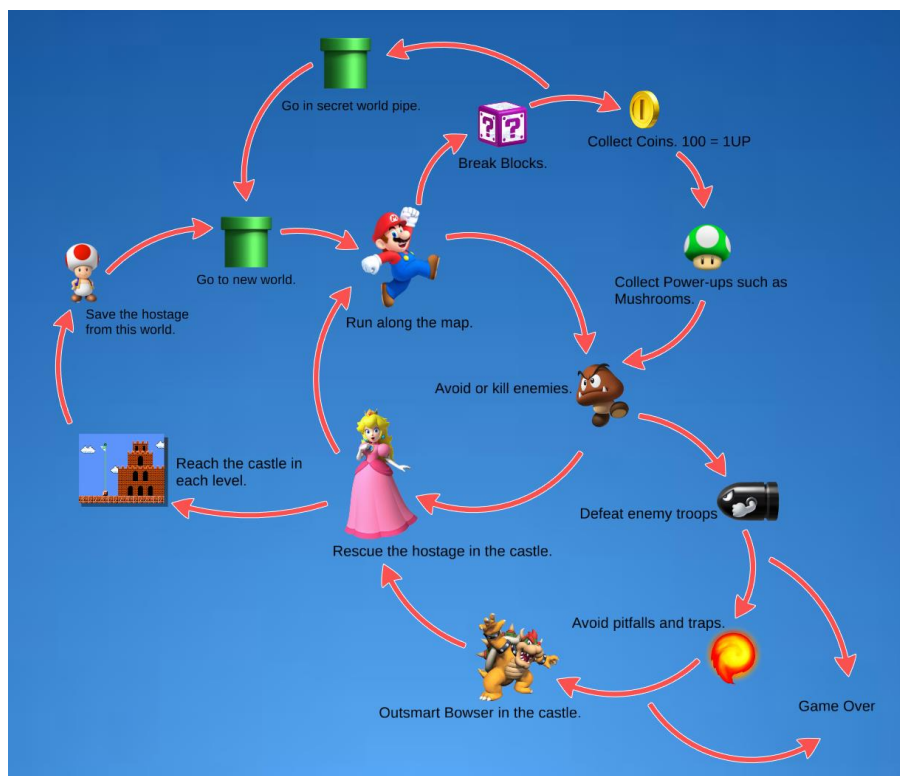 Go in secret world pipe.
Collect Coins. 100 = 1UP
Break Blocks.
? ?
Go to new world.
Collect Power-ups such as
Mushrooms.
Save the hostage
from this world.
Run along the map.
Avoid or kill enemies.
Reach the castle in
each level.
Defeat enemy troops
Rescue the hostage in the castle.
Avoid pitfalls and traps.
Game Over
Outsmart Bowser in the castle.